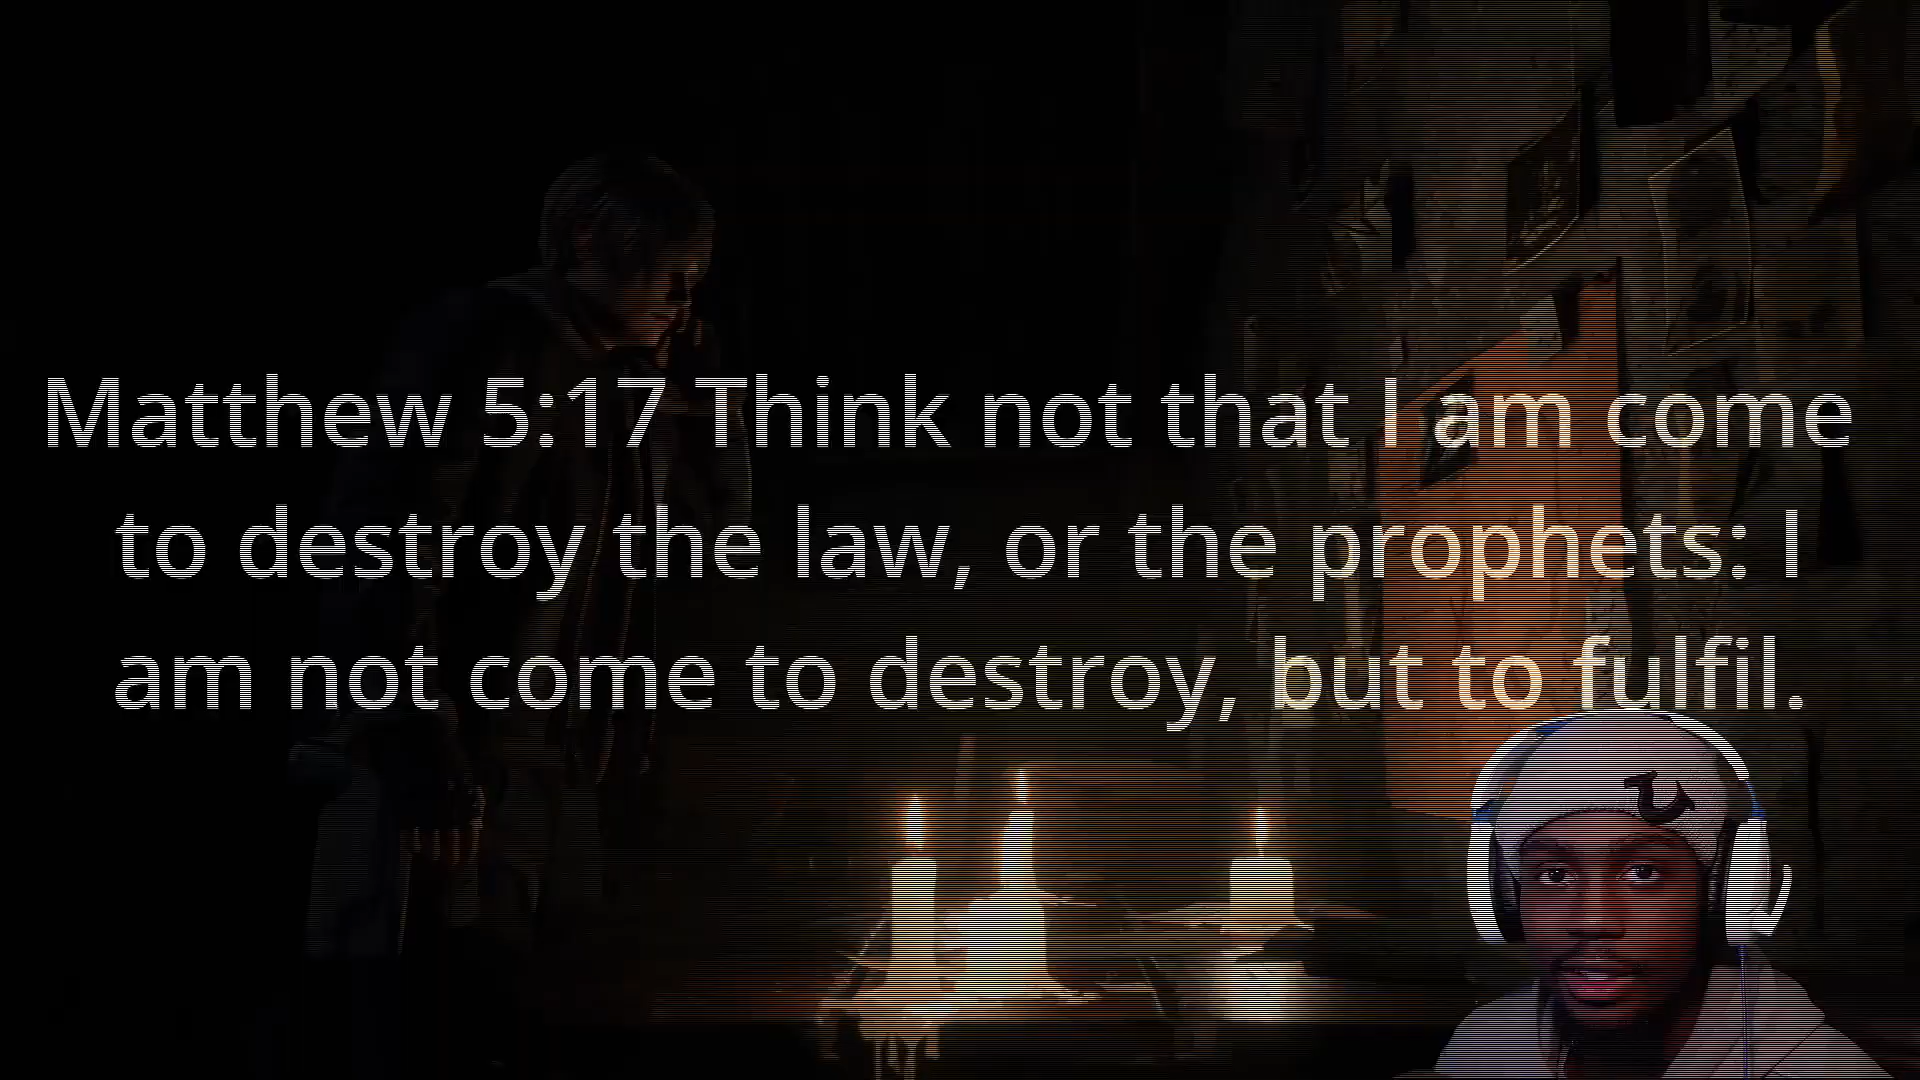 Matthew 5:17 Think not that I am come
to destroy the law, or the prophets: I
am not come to destroy, but to fulfil.